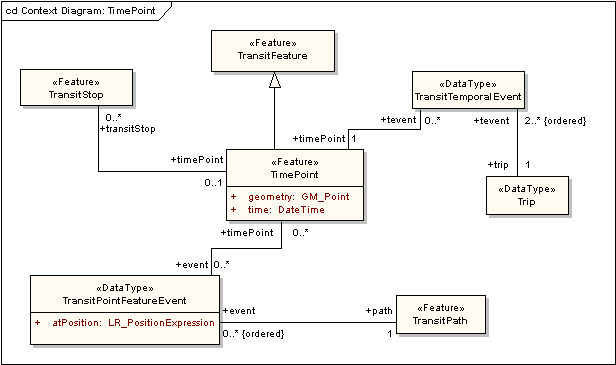 cd Context Diagram: TimePoint
«Feature»
TransitFeature
«Feature»
TransitStop
«DataType»
TransitTemporalEvent
0..*
+transitStop
+tevent
0..*
+tevent
2..* {ordered}
+timePoint
1
+timePoint
0..1
«Feature»
TimePoint
+ geometry: GM_Point
+ time: DateTime
+trip
1
«DataType»
Trip
+timePoint
0..*
+event
0..*
«DataType»
TransitPointFeatureEvent
+ atPosition: LR_PositionExpression
+event
0..* {ordered}
+path
1
«Feature»
TransitPath